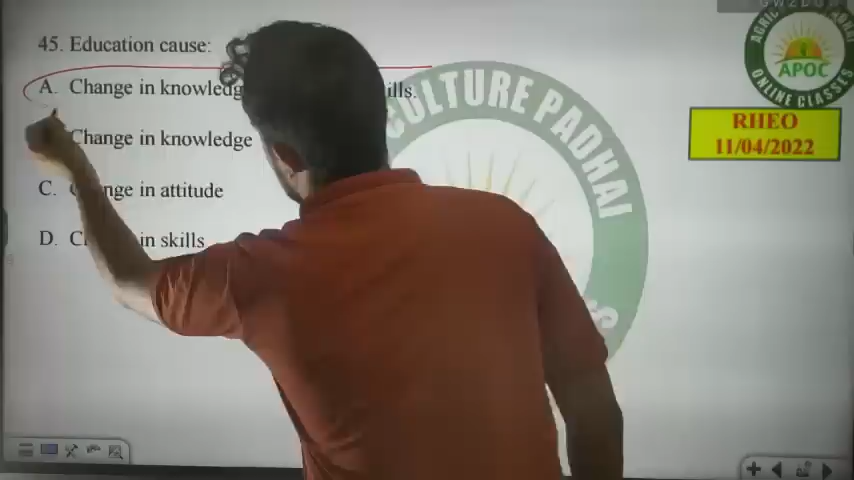 45. Education cause:
A. Change in knowledg ills.
Change in knowledge
C. nge in attitude
D. C in skills
CULTURE PADHAI
RHEO
11/04/2022
APOC
ONLINE CLASSES